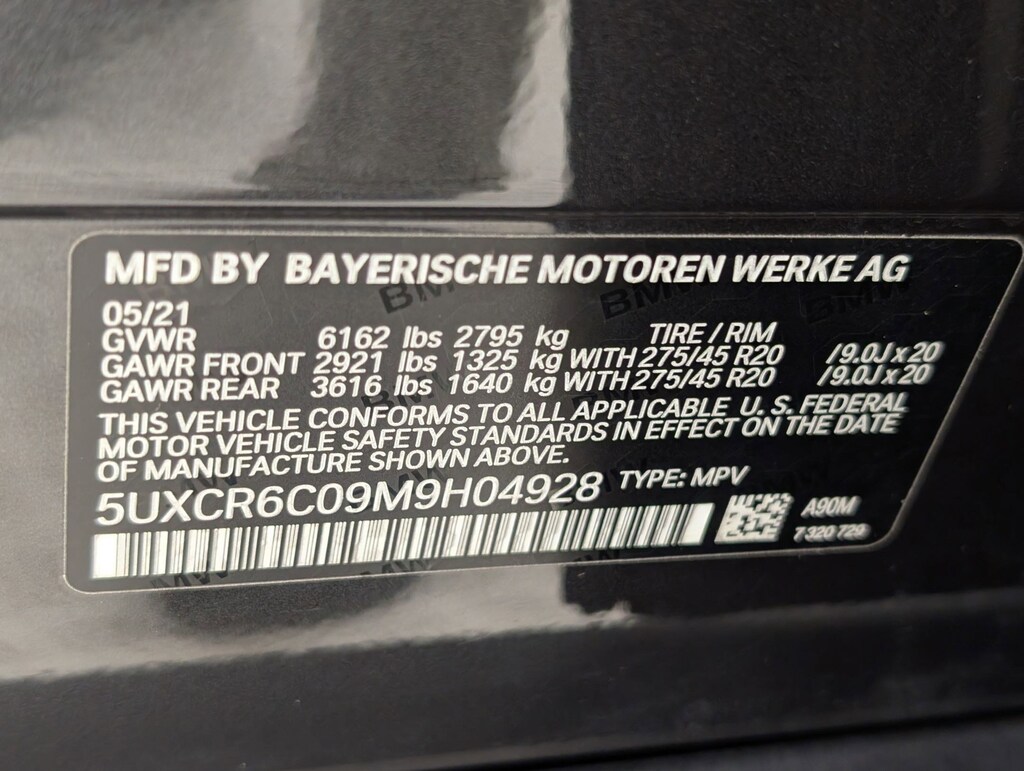 MFD BY BAYERISCHE MOTOREN WERKE AG
05/21
GVWR 6162 lbs 2795 kg TIRE / RIM
GAWR FRONT 2921 lbs 1325 kg WITH 275/45 R20 /9.0J x 20
GAWR REAR 3616 lbs 1640 kg WITH 275/45 R20 /9.0J x 20
THIS VEHICLE CONFORMS TO ALL APPLICABLE U. S. FEDERAL
MOTOR VEHICLE SAFETY STANDARDS IN EFFECT ON THE DATE
OF MANUFACTURE SHOWN ABOVE.
5UXCR6C09M9H04928 TYPE: MPV
A90M
7 320 729